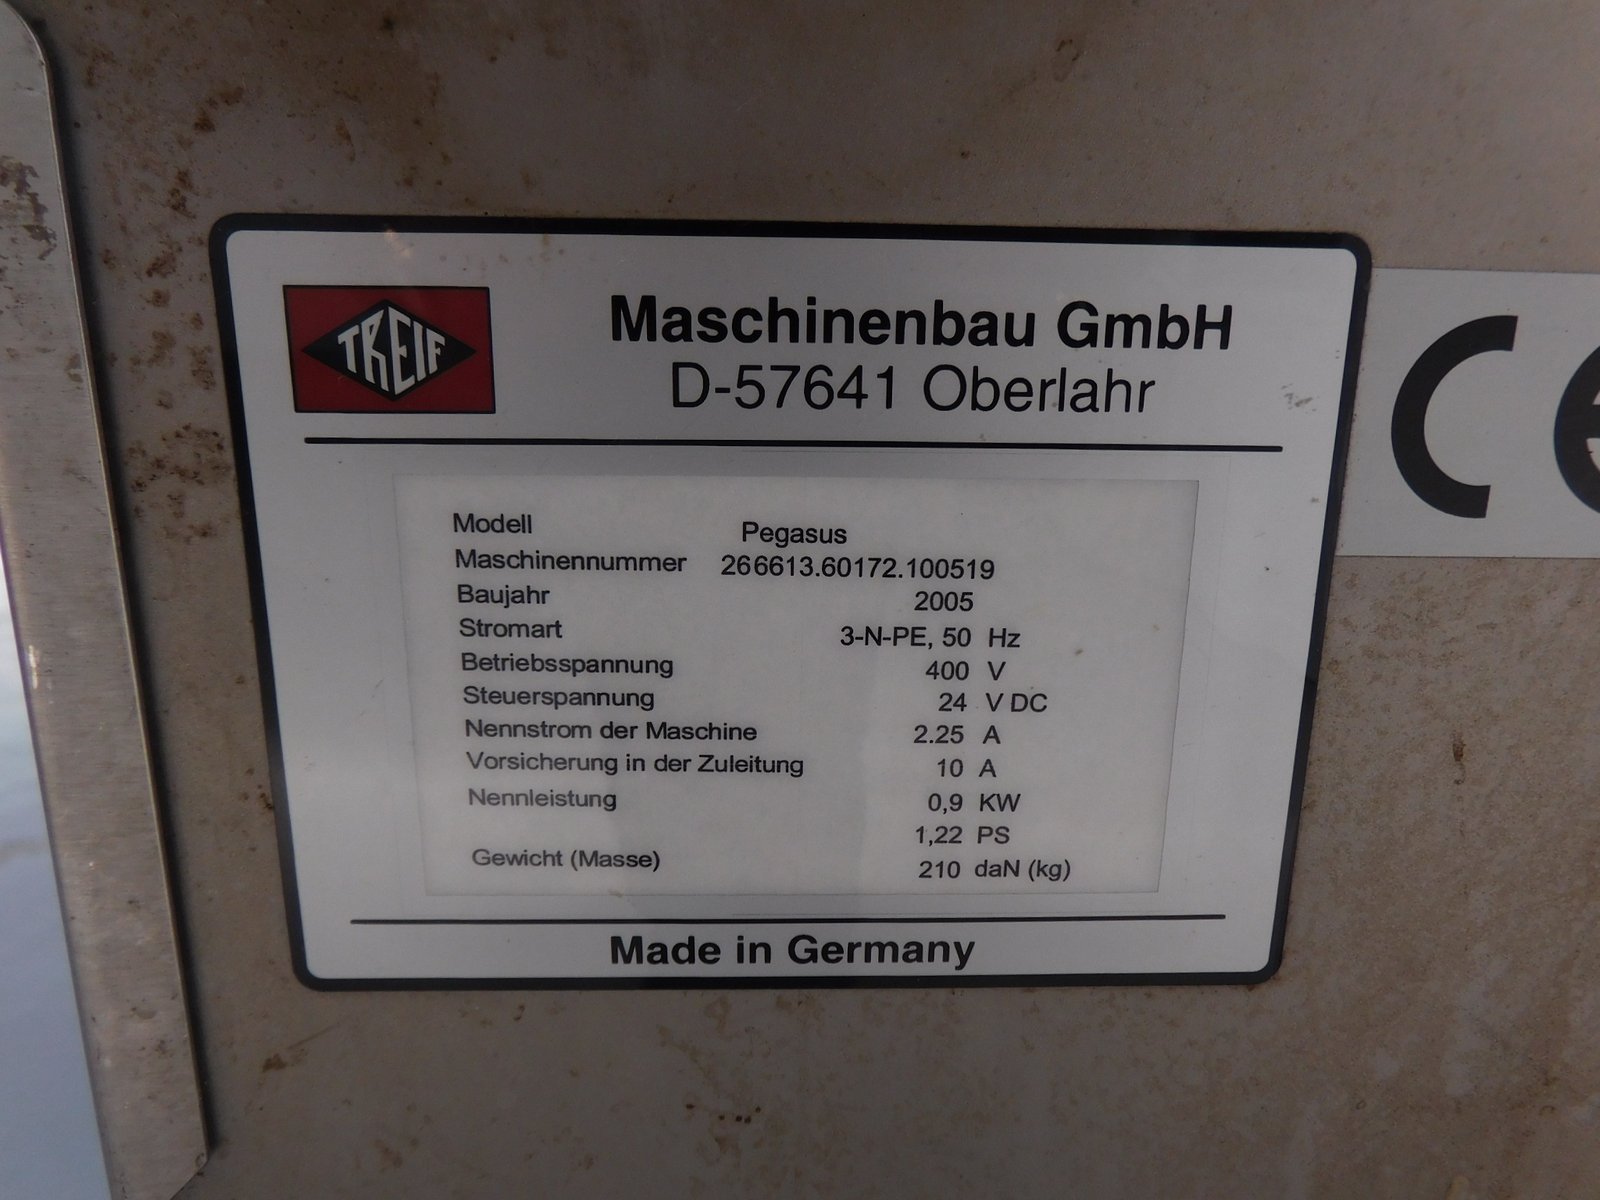 TREIF
Maschinenbau GmbH
D-57641 Oberlahr
Modell Pegasus
Maschinennummer 266613.60172.100519
Baujahr 2005
Stromart 3-N-PE, 50 Hz
Betriebsspannung 400 V
Steuerspannung 24 V DC
Nennstrom der Maschine 2.25 A
Vorsicherung in der Zuleitung 10 A
Nennleistung 0,9 KW
1,22 PS
Gewicht (Masse) 210 daN (kg)
Made in Germany
CE